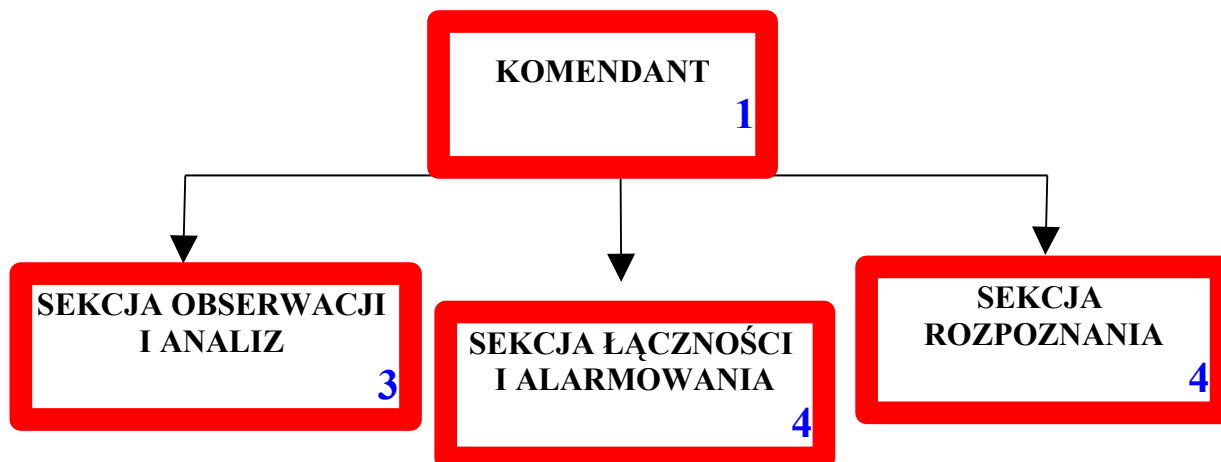 KOMENDANT
1
SEKCJA OBSERWACJI
I ANALIZ
3
SEKCJA ŁĄCZNOŚCI
I ALARMOWANIA
4
SEKCJA
ROZPOZNANIA
4